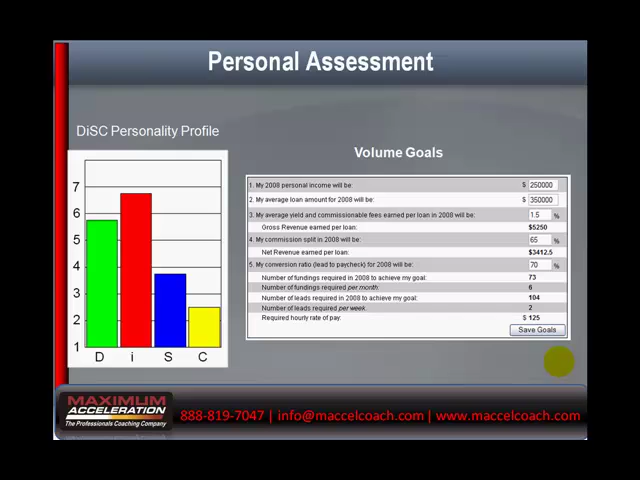 Personal Assessment
DiSC Personality Profile
7
6
5
4
3
2
1
D i S C
Volume Goals
1. My 2008 personal income will be: $ 250000
2. My average loan amount for 2008 will be: $ 350000
3. My average yield and commissionable fees earned per loan in 2008 will be: 1.5 %
Gross Revenue earned per loan: $5250
4. My commission split in 2008 will be: 65 %
Net Revenue earned per loan: $3412.5
5. My conversion ratio (lead to paycheck) for 2008 will be: 70 %
Number of fundings required in 2008 to achieve my goal: 73
Number of fundings required per month: 6
Number of leads required in 2008 to achieve my goal: 104
Number of leads required per week: 2
Required hourly rate of pay: $ 125
Save Goals
MAXIMUM
ACCELERATION
The Professionals Coaching Company
888-819-7047 | info@maccelcoach.com | www.maccelcoach.com